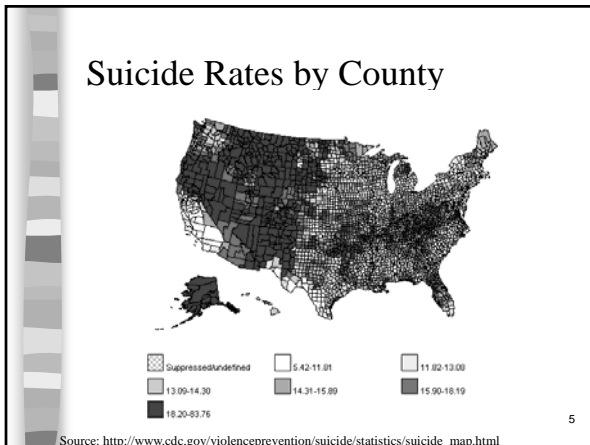 Suicide Rates by County
Suppressed/undefined 5.42-11.81 11.82-13.08
13.09-14.30 14.31-15.89 15.90-18.19
18.20-83.76
5
Source: http://www.cdc.gov/violenceprevention/suicide/statistics/suicide_map.html